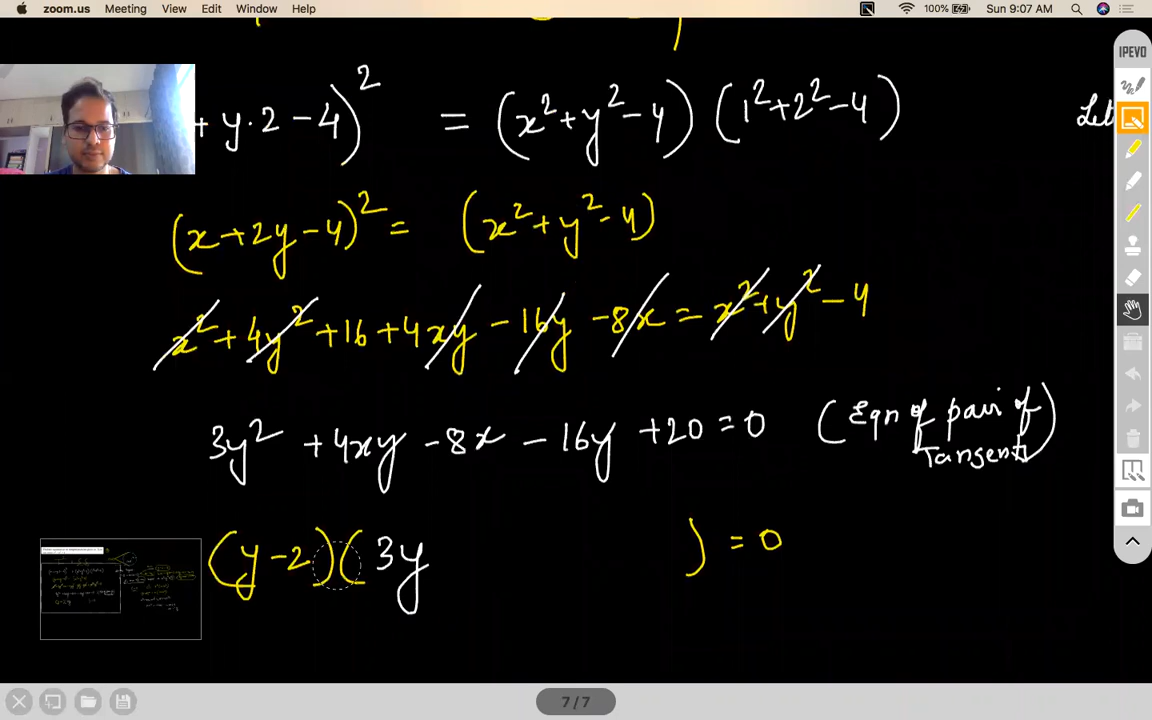 zoom.us Meeting View Edit Window Help 100% Sun 9:07 AM
IPEVO
+ y·2 - 4)² = (x² + y² - 4) (1² + 2² - 4) Let
(x + 2y - 4)² = (x² + y² - 4)
x² + 4y² + 16 + 4xy - 16y - 8x = x² + y² - 4
3y² + 4xy - 8x - 16y + 20 = 0 (Eqn of pair of
Tangents)
(y - 2)(3y ) = 0
7 / 7